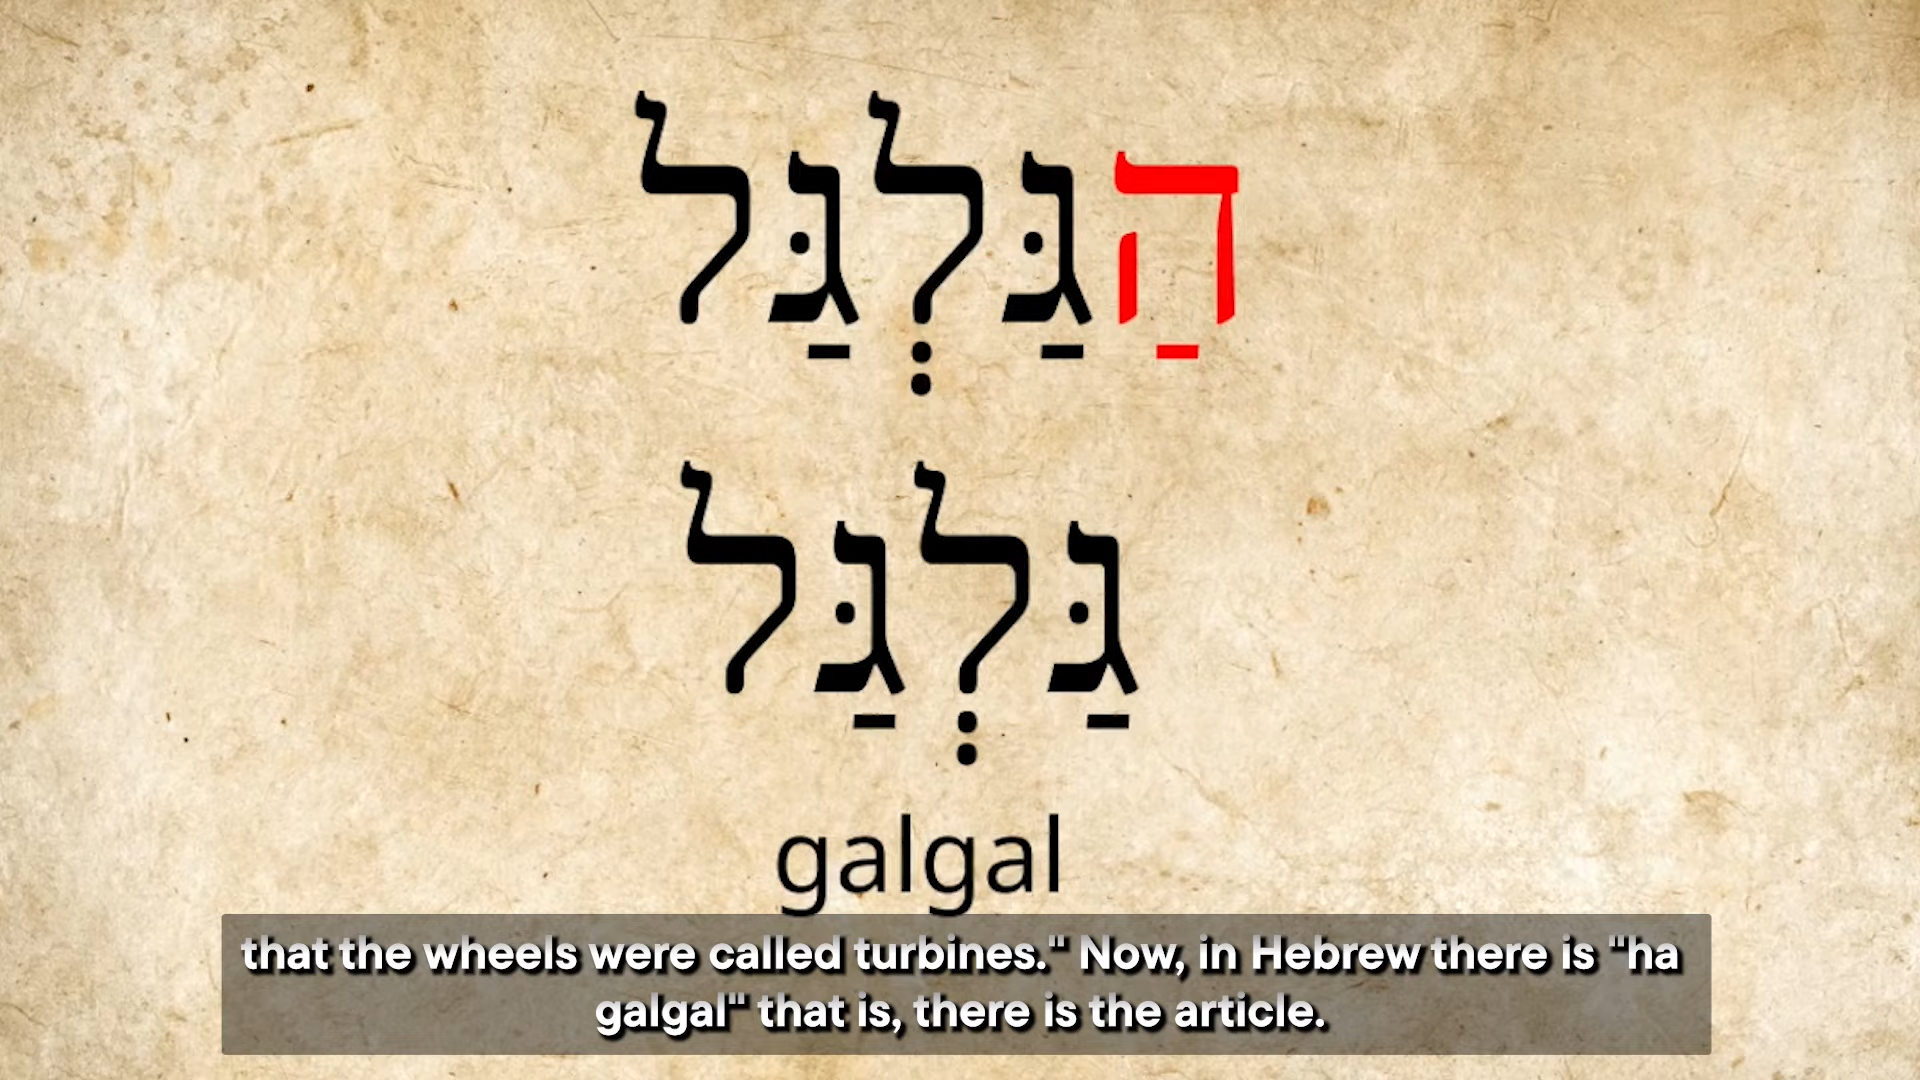 הַגַּלְגַּל
גַּלְגַּל
galgal
that the wheels were called turbines." Now, in Hebrew there is "ha
galgal" that is, there is the article.